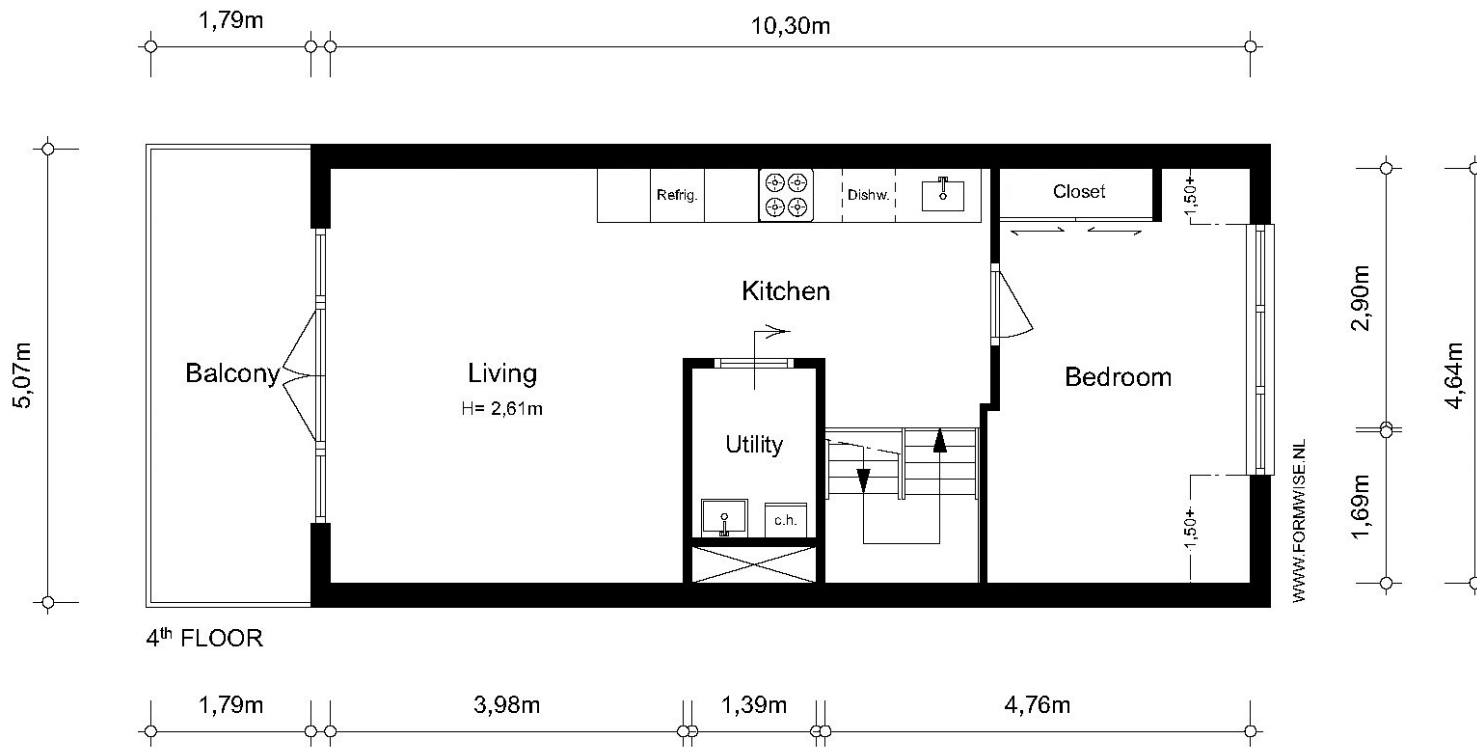 1,79m
10,30m
Refrig.
Dishw.
Closet
1,50+
Kitchen
2,90m
5,07m
Balcony
Living
H= 2,61m
Bedroom
4,64m
Utility
c.h.
1,50+
1,69m
WWW.FORMWISE.NL
4th FLOOR
1,79m
3,98m
1,39m
4,76m